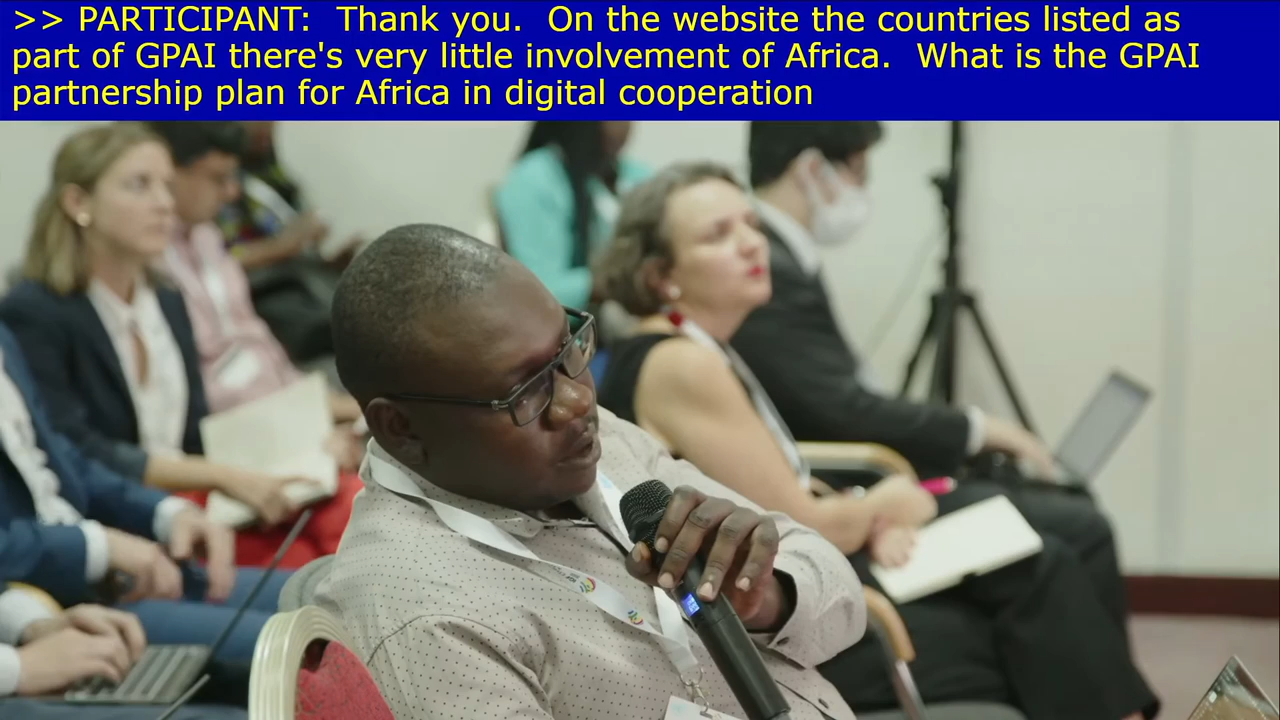 >> PARTICIPANT:  Thank you.  On the website the countries listed as
part of GPAI there's very little involvement of Africa.  What is the GPAI
partnership plan for Africa in digital cooperation